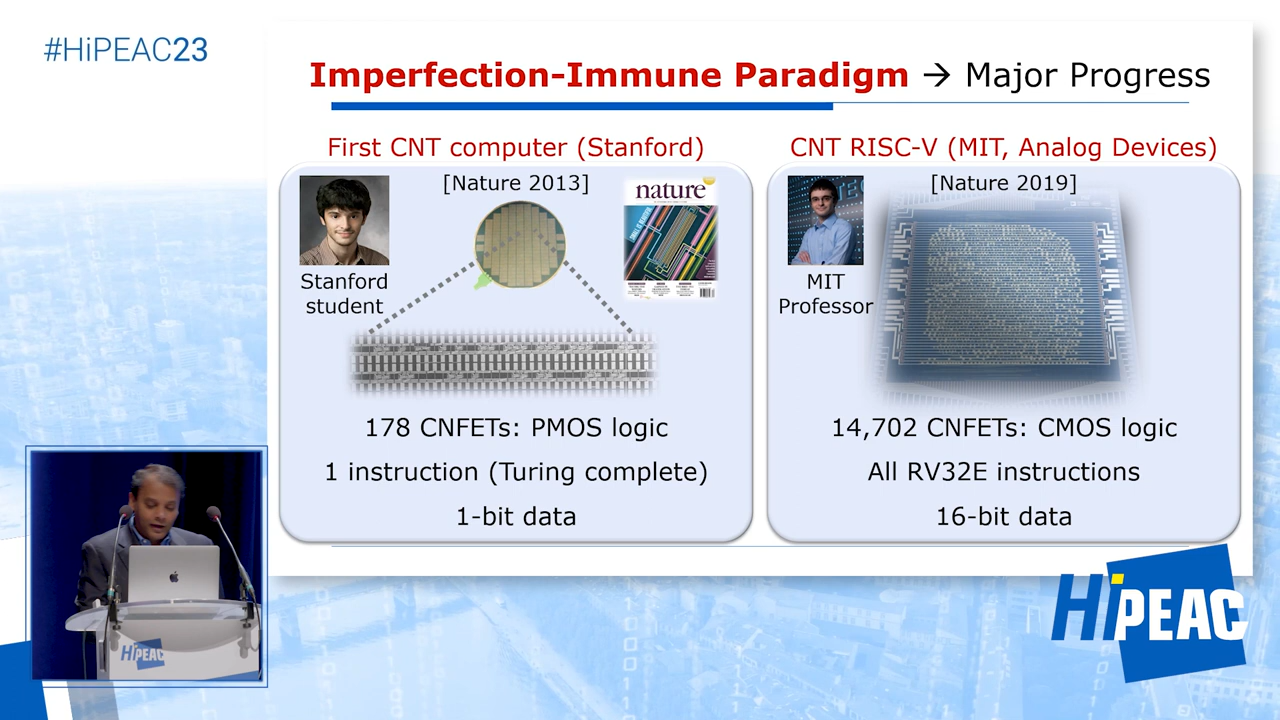 #HiPEAC23
Imperfection-Immune Paradigm → Major Progress
First CNT computer (Stanford)
[Nature 2013]
nature
Stanford
student
178 CNFETs: PMOS logic
1 instruction (Turing complete)
1-bit data
CNT RISC-V (MIT, Analog Devices)
[Nature 2019]
MIT
Professor
14,702 CNFETs: CMOS logic
All RV32E instructions
16-bit data
HiPEAC
HiPEAC